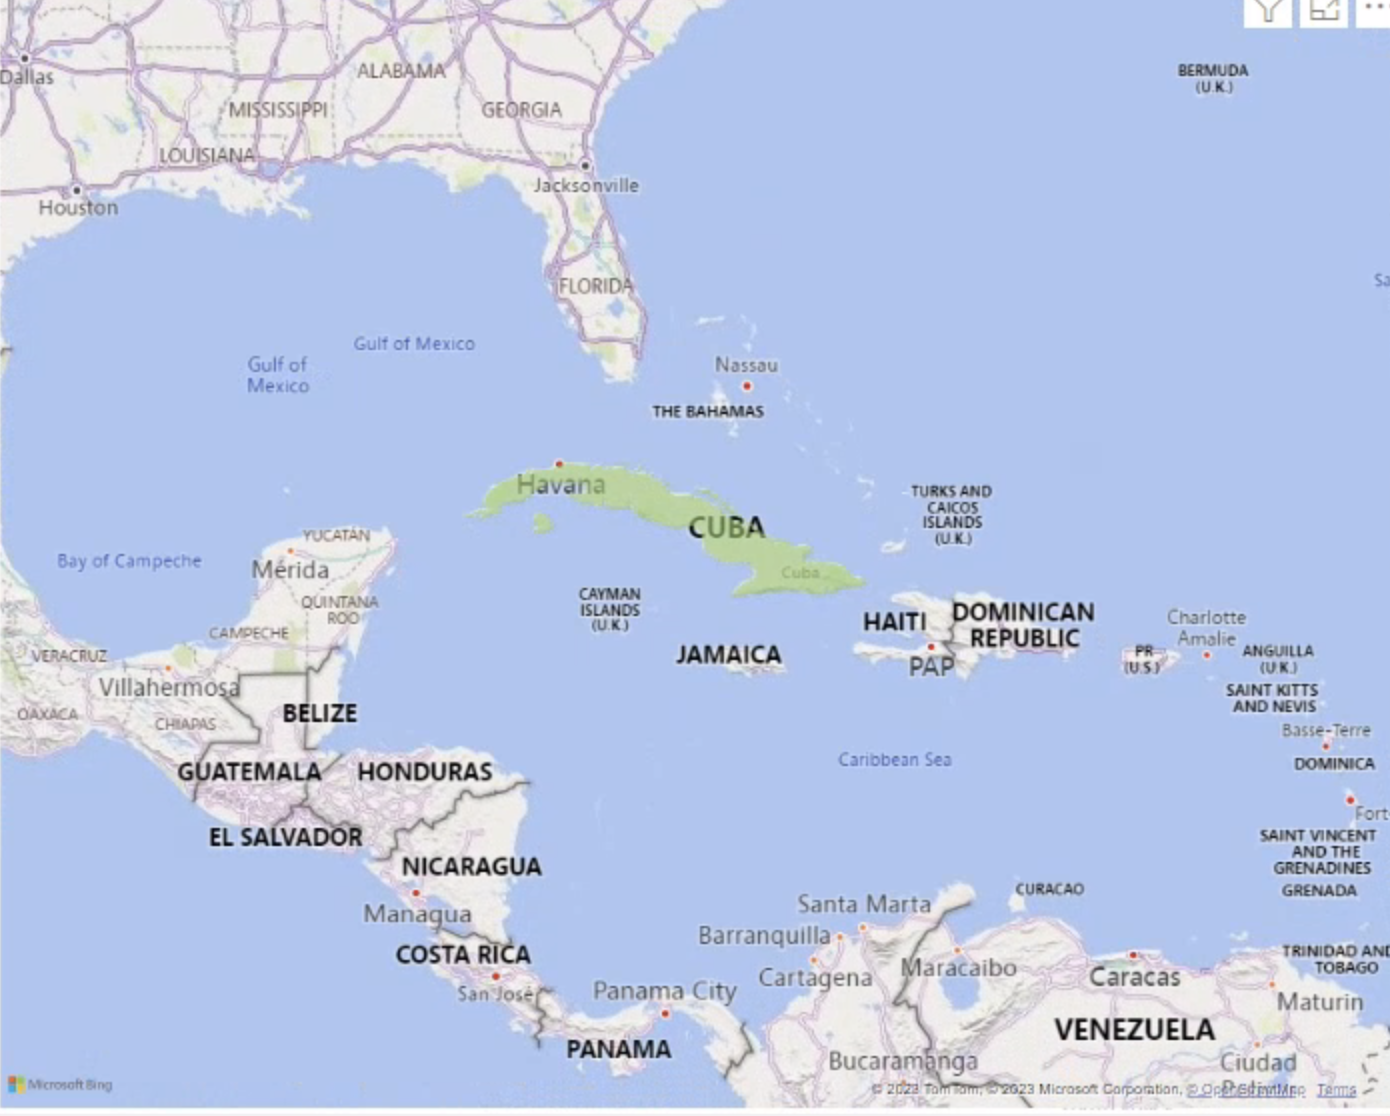 Dallas
ALABAMA
MISSISSIPPI
GEORGIA
LOUISIANA
Houston
Jacksonville
BERMUDA
(U.K.)
FLORIDA
Sa
Gulf of Mexico
Gulf of
Mexico
Nassau
THE BAHAMAS
Havana
CUBA
Cuba
TURKS AND
CAICOS
ISLANDS
(U.K.)
YUCATÁN
Bay of Campeche
Mérida
QUINTANA
ROO
CAMPECHE
CAYMAN
ISLANDS
(U.K.)
HAITI
DOMINICAN
REPUBLIC
PAP
JAMAICA
Charlotte
Amalie
PR
(U.S.)
ANGUILLA
(U.K.)
SAINT KITTS
AND NEVIS
VERACRUZ
Villahermosa
OAXACA
CHIAPAS
BELIZE
Basse-Terre
DOMINICA
GUATEMALA
HONDURAS
Caribbean Sea
Fort
EL SALVADOR
SAINT VINCENT
AND THE
GRENADINES
GRENADA
NICARAGUA
Managua
CURACAO
Santa Marta
Barranquilla
COSTA RICA
Cartagena
Maracaibo
Caracas
TRINIDAD AND
TOBAGO
San José
Panama City
Maturin
PANAMA
VENEZUELA
Bucaramanga
Ciudad
Microsoft Bing
© 2023 TomTom, © 2023 Microsoft Corporation, © OpenStreetMap Terms